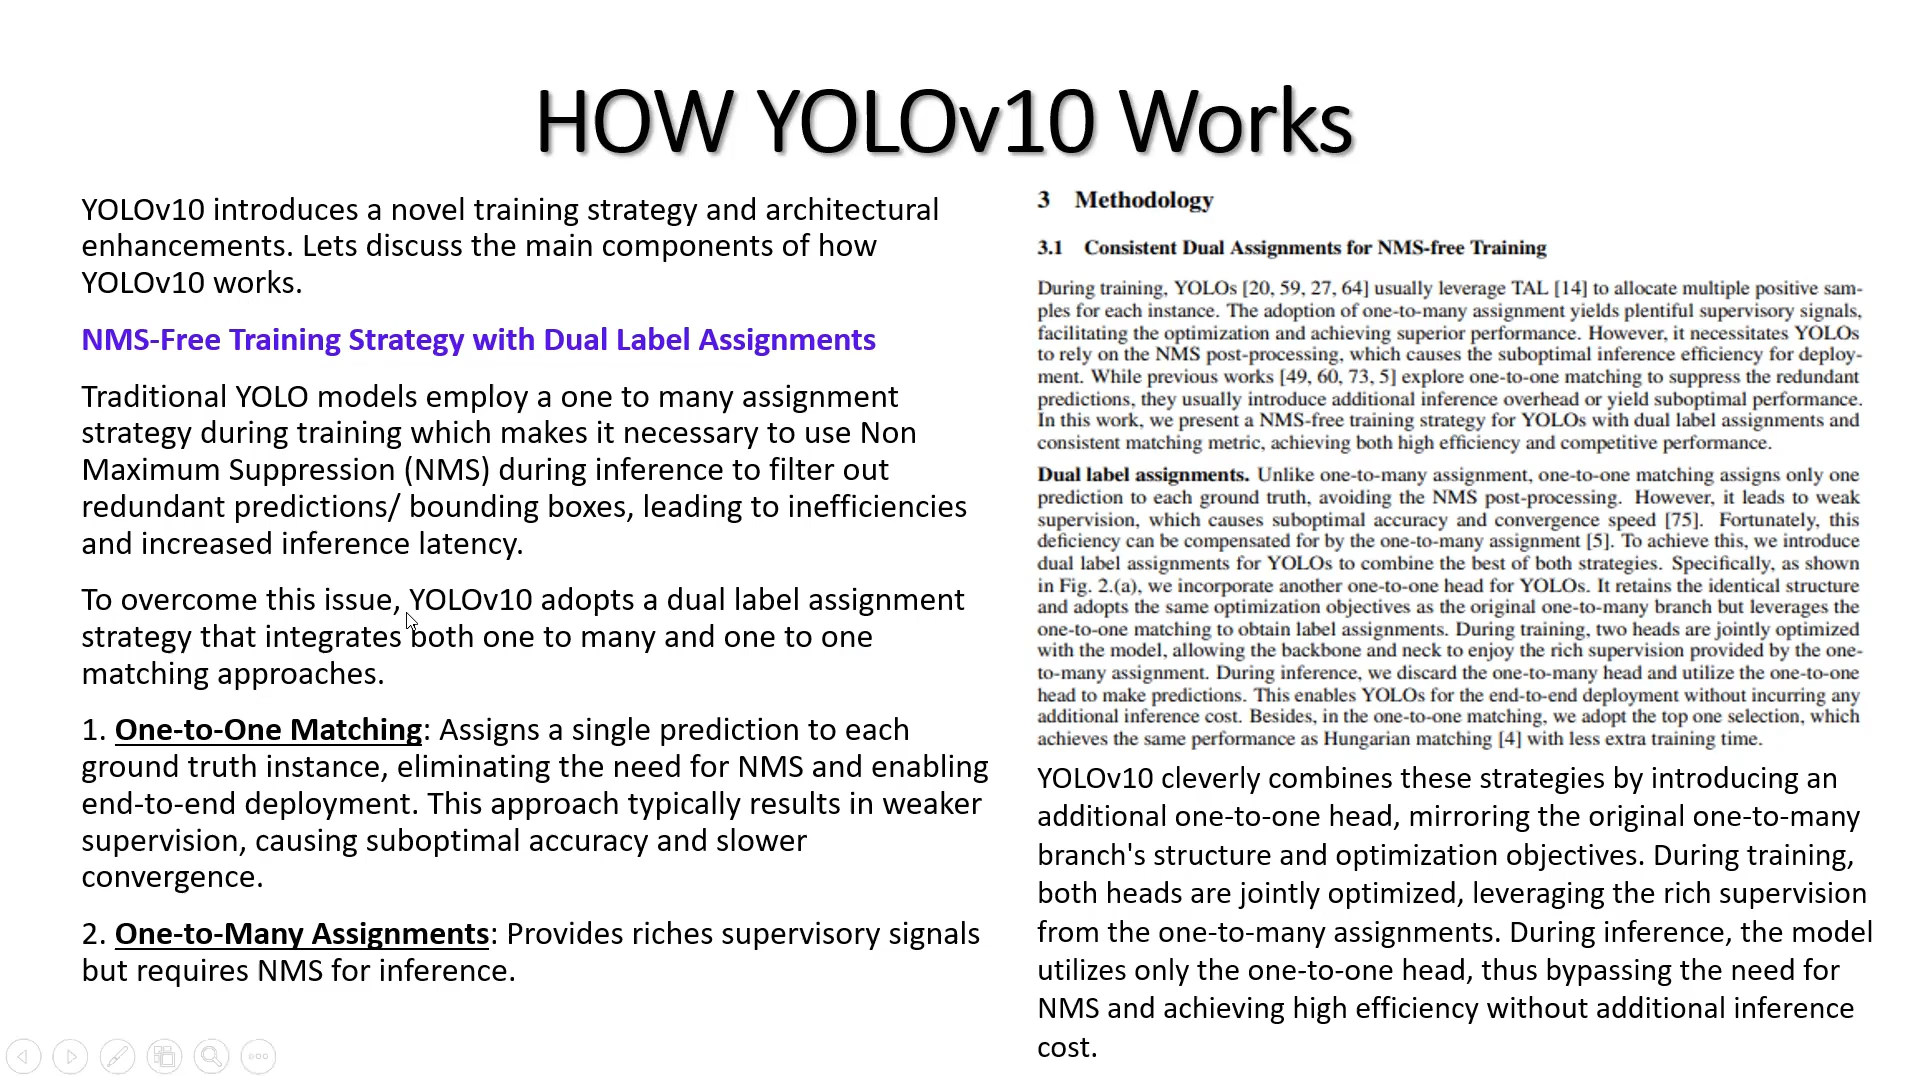 HOW YOLOv10 Works
YOLOv10 introduces a novel training strategy and architectural
enhancements. Lets discuss the main components of how
YOLOv10 works.
NMS-Free Training Strategy with Dual Label Assignments
Traditional YOLO models employ a one to many assignment
strategy during training which makes it necessary to use Non
Maximum Suppression (NMS) during inference to filter out
redundant predictions/ bounding boxes, leading to inefficiencies
and increased inference latency.
To overcome this issue, YOLOv10 adopts a dual label assignment
strategy that integrates both one to many and one to one
matching approaches.
1. One-to-One Matching: Assigns a single prediction to each
ground truth instance, eliminating the need for NMS and enabling
end-to-end deployment. This approach typically results in weaker
supervision, causing suboptimal accuracy and slower
convergence.
2. One-to-Many Assignments: Provides riches supervisory signals
but requires NMS for inference.
3 Methodology
3.1 Consistent Dual Assignments for NMS-free Training
During training, YOLOs [20, 59, 27, 64] usually leverage TAL [14] to allocate multiple positive sam-
ples for each instance. The adoption of one-to-many assignment yields plentiful supervisory signals,
facilitating the optimization and achieving superior performance. However, it necessitates YOLOs
to rely on the NMS post-processing, which causes the suboptimal inference efficiency for deploy-
ment. While previous works [49, 60, 73, 5] explore one-to-one matching to suppress the redundant
predictions, they usually introduce additional inference overhead or yield suboptimal performance.
In this work, we present a NMS-free training strategy for YOLOs with dual label assignments and
consistent matching metric, achieving both high efficiency and competitive performance.
Dual label assignments. Unlike one-to-many assignment, one-to-one matching assigns only one
prediction to each ground truth, avoiding the NMS post-processing. However, it leads to weak
supervision, which causes suboptimal accuracy and convergence speed [75]. Fortunately, this
deficiency can be compensated for by the one-to-many assignment [5]. To achieve this, we introduce
dual label assignments for YOLOs to combine the best of both strategies. Specifically, as shown
in Fig. 2.(a), we incorporate another one-to-one head for YOLOs. It retains the identical structure
and adopts the same optimization objectives as the original one-to-many branch but leverages the
one-to-one matching to obtain label assignments. During training, two heads are jointly optimized
with the model, allowing the backbone and neck to enjoy the rich supervision provided by the one-
to-many assignment. During inference, we discard the one-to-many head and utilize the one-to-one
head to make predictions. This enables YOLOs for the end-to-end deployment without incurring any
additional inference cost. Besides, in the one-to-one matching, we adopt the top one selection, which
achieves the same performance as Hungarian matching [4] with less extra training time.
YOLOv10 cleverly combines these strategies by introducing an
additional one-to-one head, mirroring the original one-to-many
branch's structure and optimization objectives. During training,
both heads are jointly optimized, leveraging the rich supervision
from the one-to-many assignments. During inference, the model
utilizes only the one-to-one head, thus bypassing the need for
NMS and achieving high efficiency without additional inference
cost.